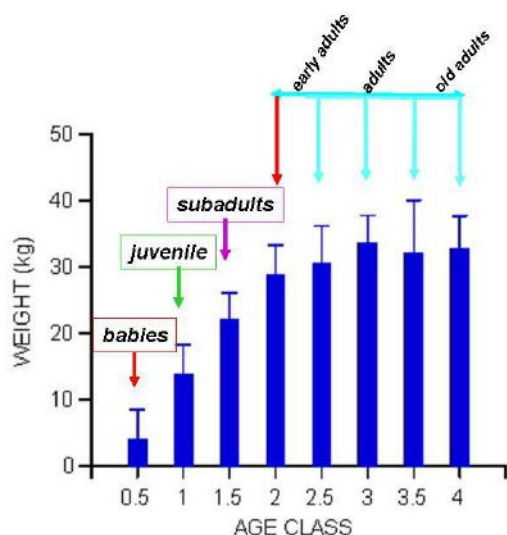 early adults
adults
old adults
50
40
subadults
30
juvenile
20
babies
10
0
WEIGHT (kg)
0.5 1 1.5 2 2.5 3 3.5 4
AGE CLASS